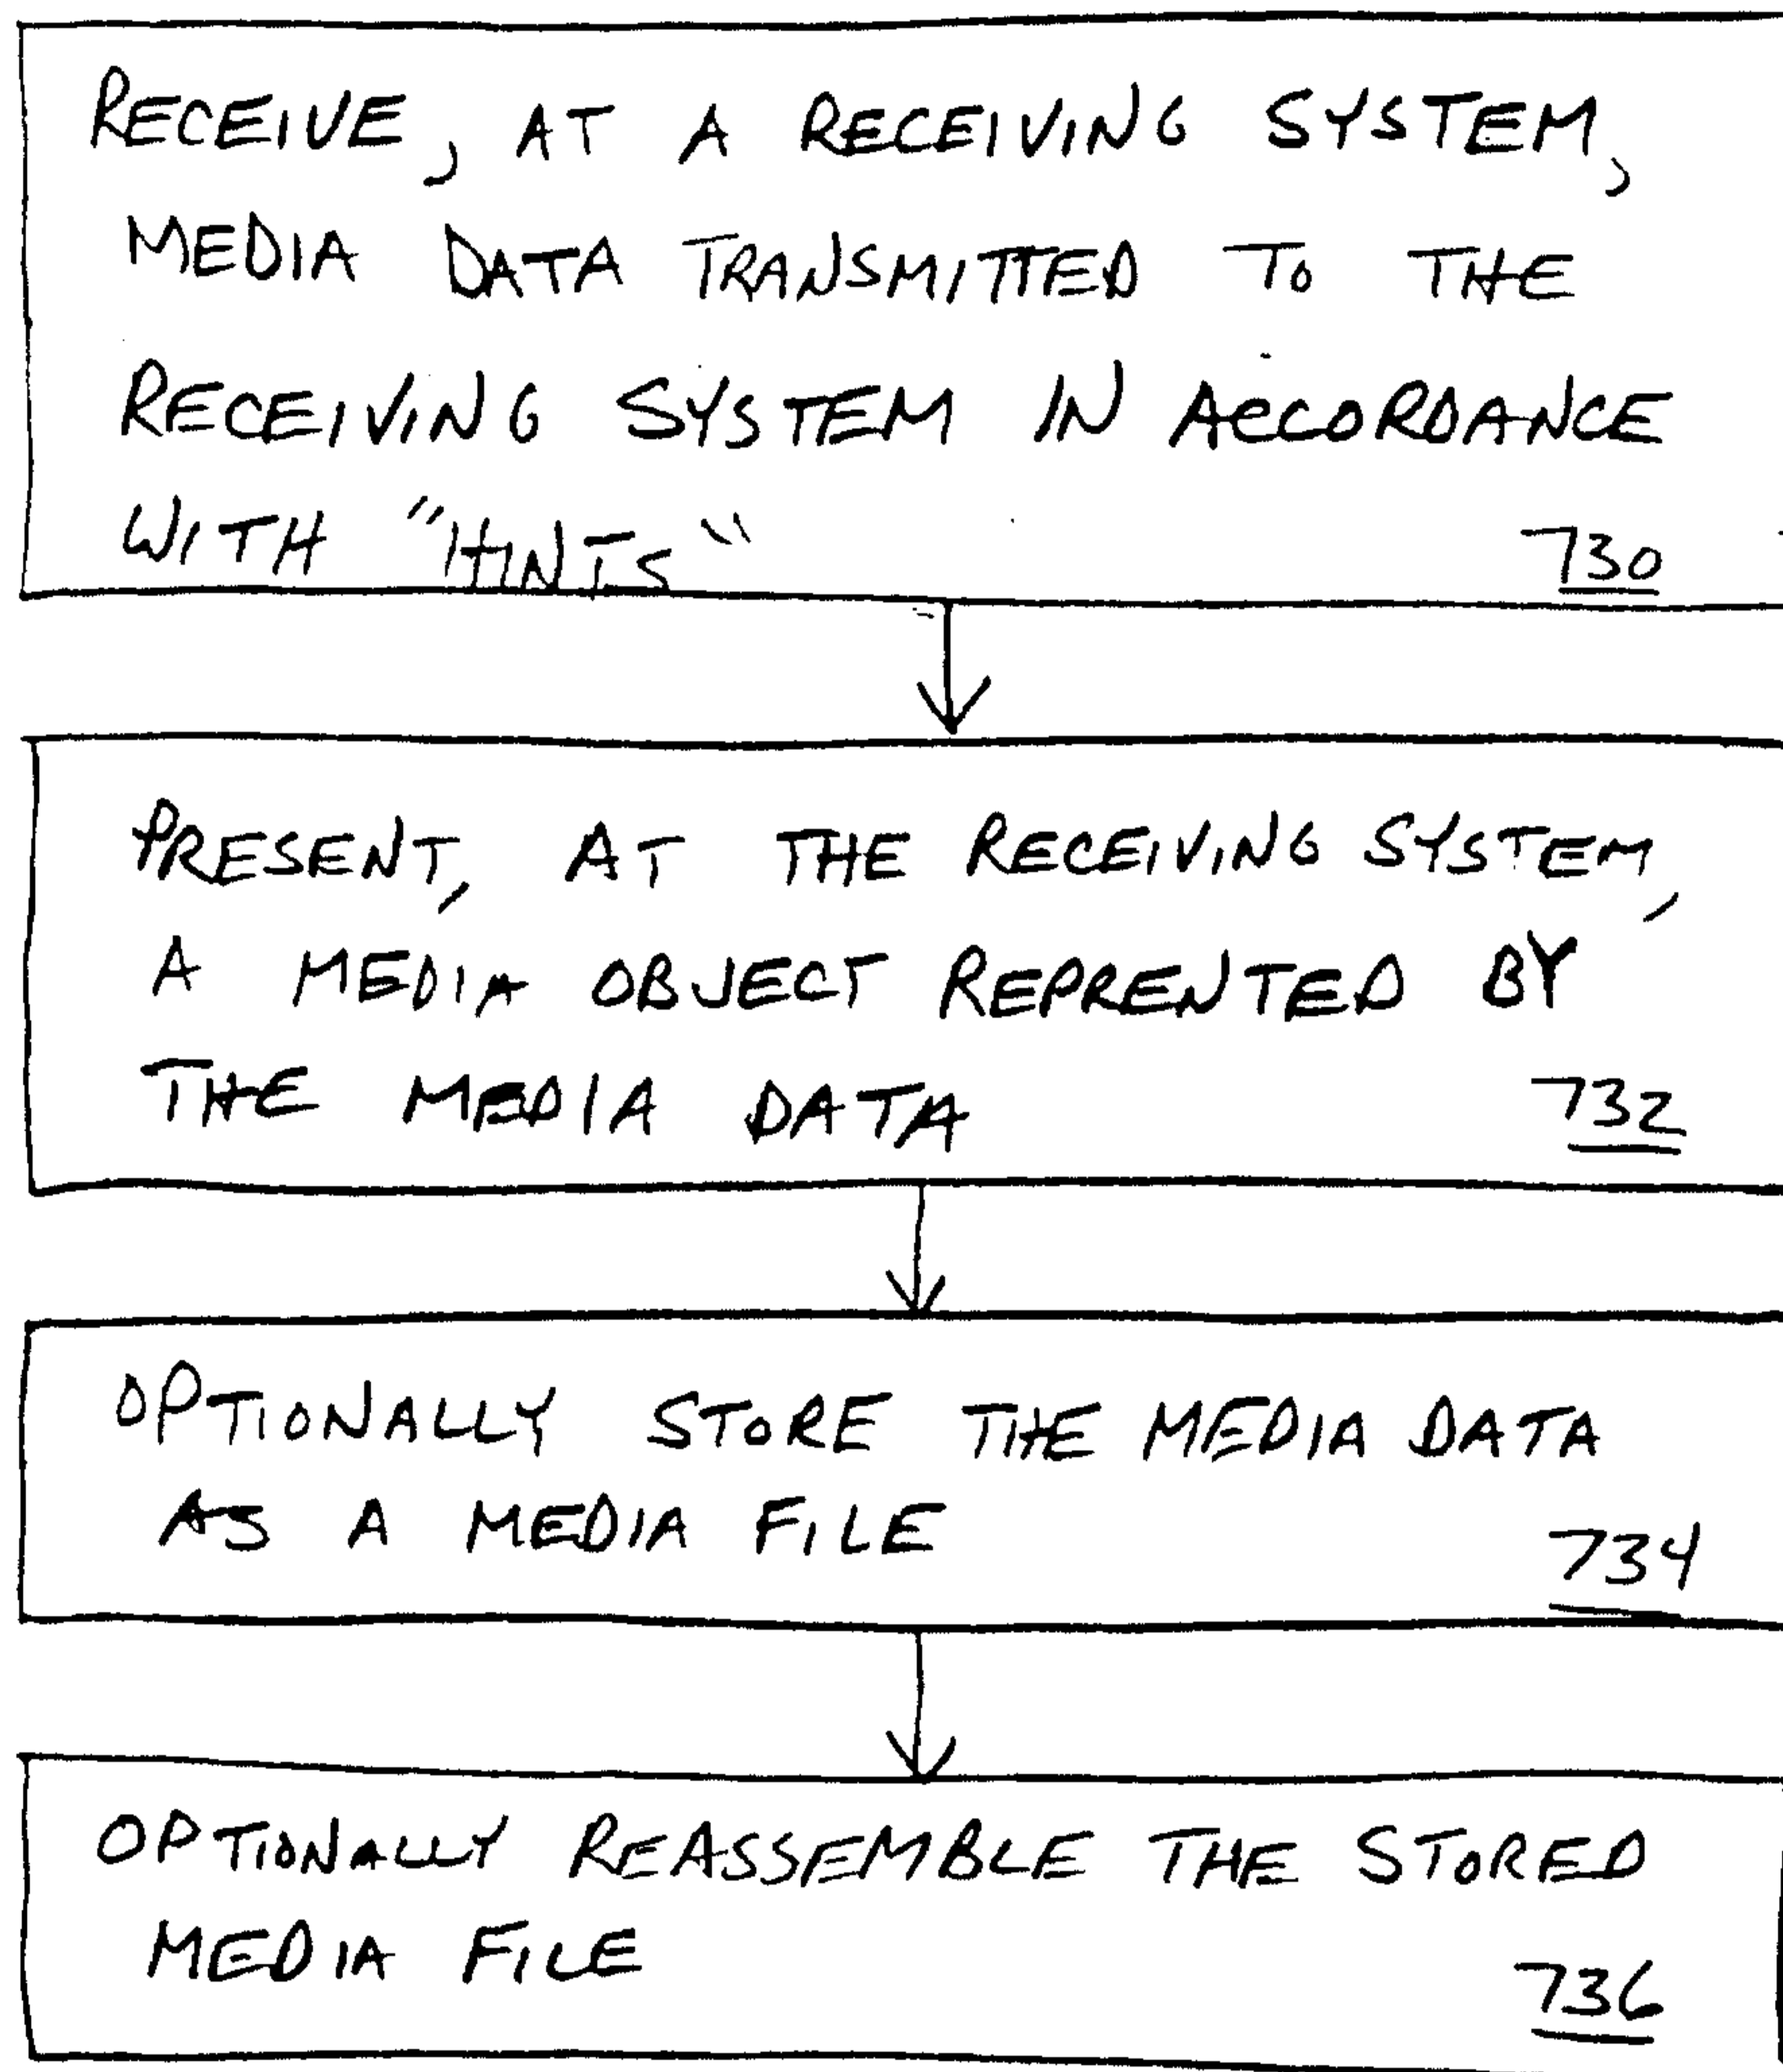 RECEIVE, AT A RECEIVING SYSTEM,
MEDIA DATA TRANSMITTED TO THE
RECEIVING SYSTEM IN ACCORDANCE
WITH "HINTS"
730
PRESENT, AT THE RECEIVING SYSTEM,
A MEDIA OBJECT REPRENTED BY
THE MEDIA DATA
732
OPTIONALLY STORE THE MEDIA DATA
AS A MEDIA FILE
734
OPTIONALLY REASSEMBLE THE STORED
MEDIA FILE
736